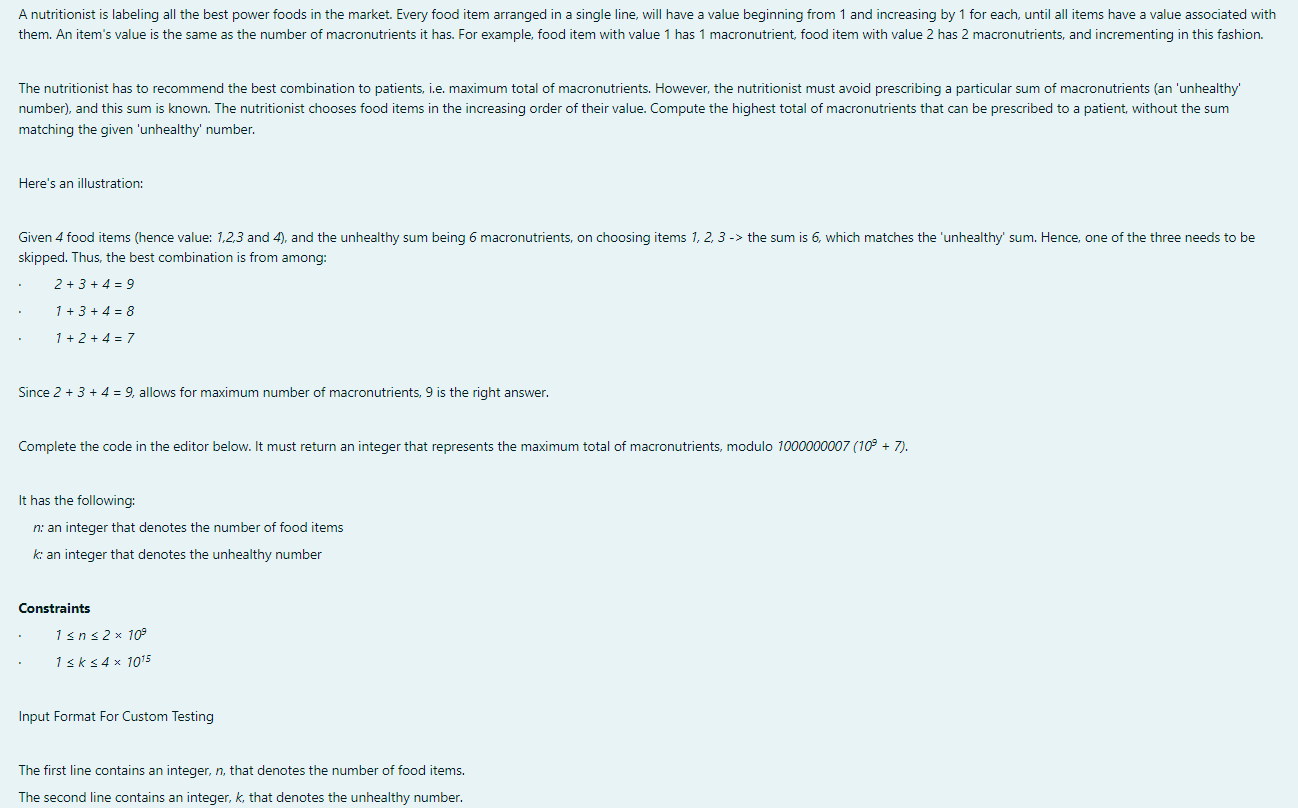 A nutritionist is labeling all the best power foods in the market. Every food item arranged in a single line, will have a value beginning from 1 and increasing by 1 for each, until all items have a value associated with
them. An item's value is the same as the number of macronutrients it has. For example, food item with value 1 has 1 macronutrient, food item with value 2 has 2 macronutrients, and incrementing in this fashion.
The nutritionist has to recommend the best combination to patients, i.e. maximum total of macronutrients. However, the nutritionist must avoid prescribing a particular sum of macronutrients (an 'unhealthy'
number), and this sum is known. The nutritionist chooses food items in the increasing order of their value. Compute the highest total of macronutrients that can be prescribed to a patient, without the sum
matching the given 'unhealthy' number.
Here's an illustration:
Given 4 food items (hence value: 1,2,3 and 4), and the unhealthy sum being 6 macronutrients, on choosing items 1, 2, 3 -> the sum is 6, which matches the 'unhealthy' sum. Hence, one of the three needs to be
skipped. Thus, the best combination is from among:
· 2 + 3 + 4 = 9
· 1 + 3 + 4 = 8
· 1 + 2 + 4 = 7
Since 2 + 3 + 4 = 9, allows for maximum number of macronutrients, 9 is the right answer.
Complete the code in the editor below. It must return an integer that represents the maximum total of macronutrients, modulo 1000000007 (10⁹ + 7).
It has the following:
n: an integer that denotes the number of food items
k: an integer that denotes the unhealthy number
Constraints
· 1 ≤ n ≤ 2 × 10⁹
· 1 ≤ k ≤ 4 × 10¹⁵
Input Format For Custom Testing
The first line contains an integer, n, that denotes the number of food items.
The second line contains an integer, k, that denotes the unhealthy number.